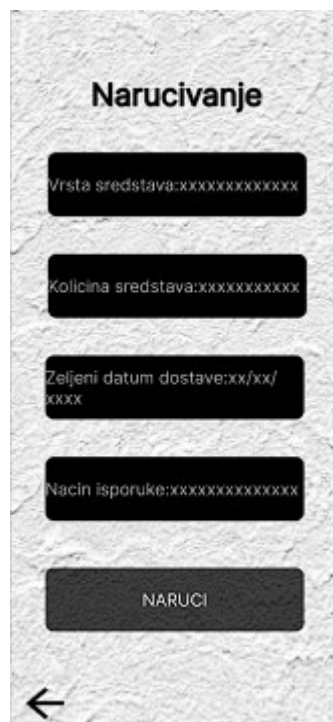 Narucivanje
Vrsta sredstava:xxxxxxxxxxxxx
Kolicina sredstava:xxxxxxxxxxx
Zeljeni datum dostave:xx/xx/
xxxx
Nacin isporuke:xxxxxxxxxxxxxx
NARUCI